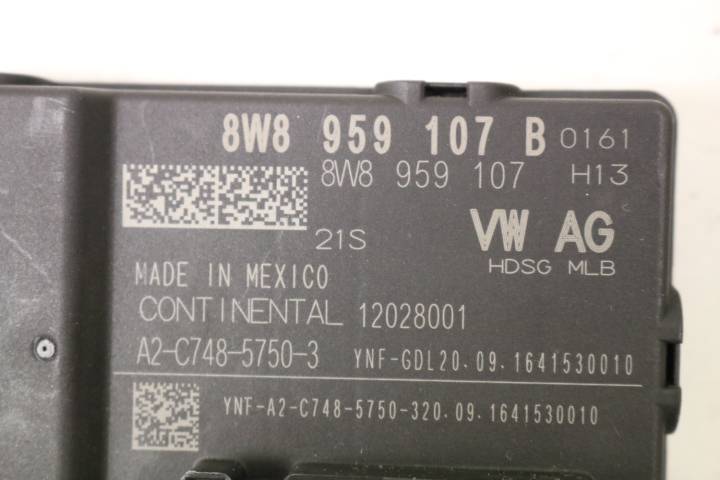 8W8 959 107 B 0161
8W8 959 107 H13
21S VW AG
HDSG MLB
MADE IN MEXICO
CONTINENTAL 12028001
A2-C748-5750-3 YNF-GDL20.09.1641530010
YNF-A2-C748-5750-320.09.1641530010